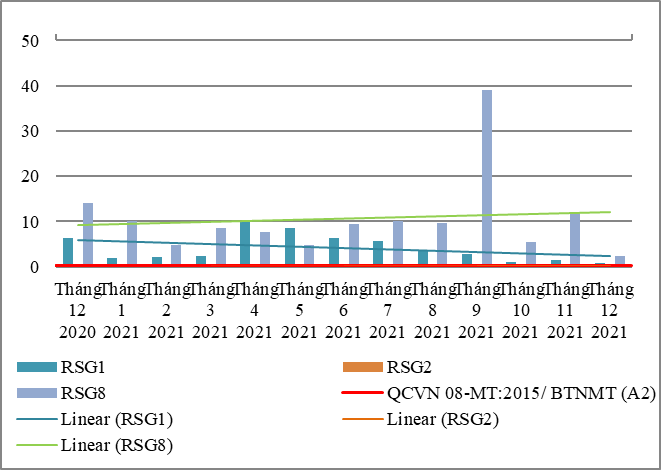 50
40
30
20
10
0
Tháng Tháng Tháng Tháng Tháng Tháng Tháng Tháng Tháng Tháng Tháng Tháng Tháng
12 1 2 3 4 5 6 7 8 9 10 11 12
2020 2021 2021 2021 2021 2021 2021 2021 2021 2021 2021 2021 2021
RSG1 RSG2
RSG8 QCVN 08-MT:2015/ BTNMT (A2)
Linear (RSG1) Linear (RSG2)
Linear (RSG8)